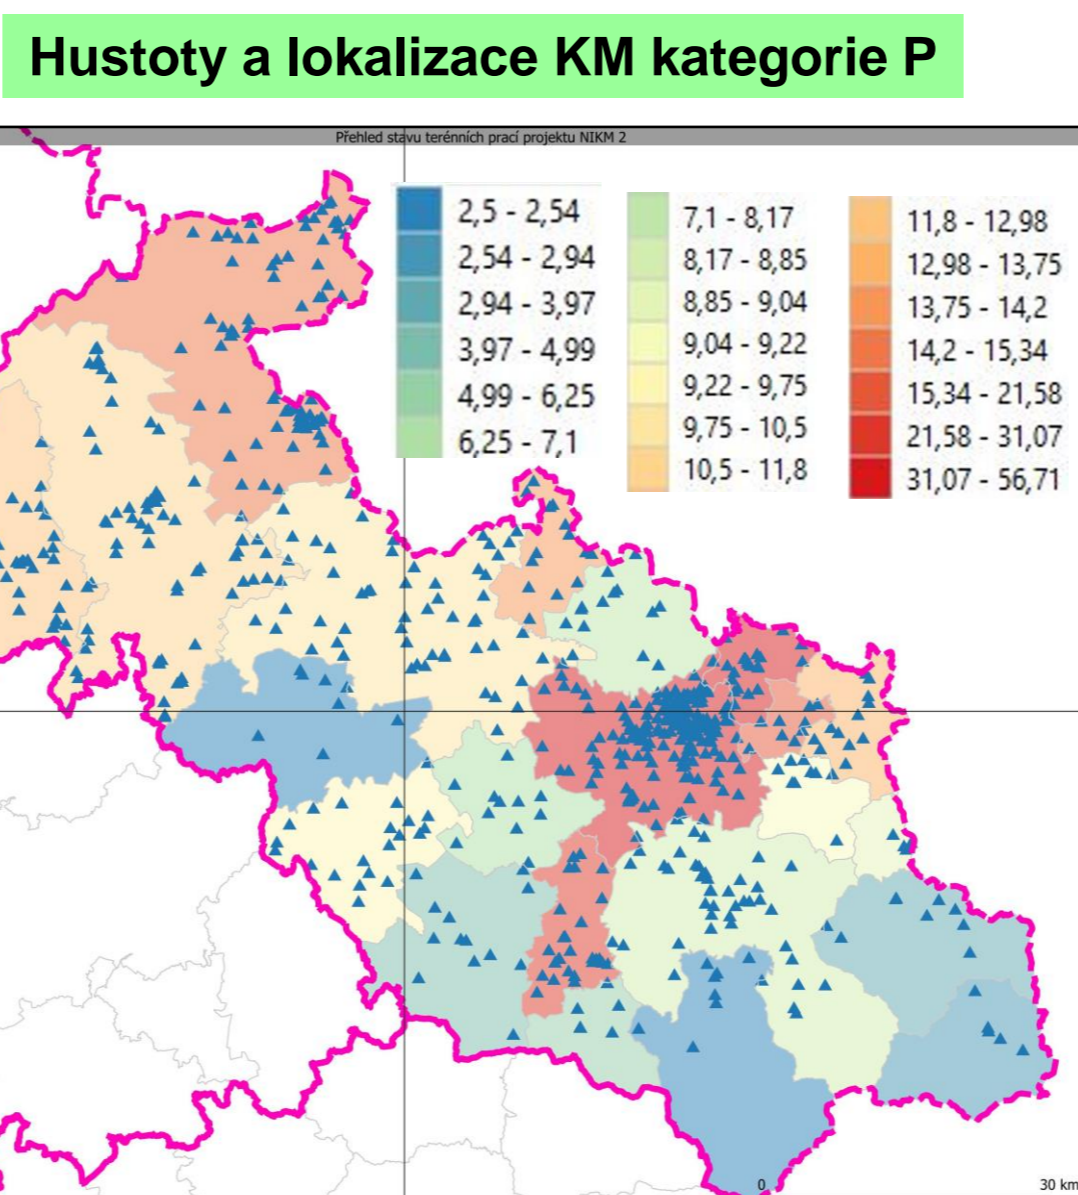 Hustoty a lokalizace KM kategorie P
Přehled stavu terénních prací projektu NIKM 2
2,5 - 2,54
2,54 - 2,94
2,94 - 3,97
3,97 - 4,99
4,99 - 6,25
6,25 - 7,1
7,1 - 8,17
8,17 - 8,85
8,85 - 9,04
9,04 - 9,22
9,22 - 9,75
9,75 - 10,5
10,5 - 11,8
11,8 - 12,98
12,98 - 13,75
13,75 - 14,2
14,2 - 15,34
15,34 - 21,58
21,58 - 31,07
31,07 - 56,71
0 30 km